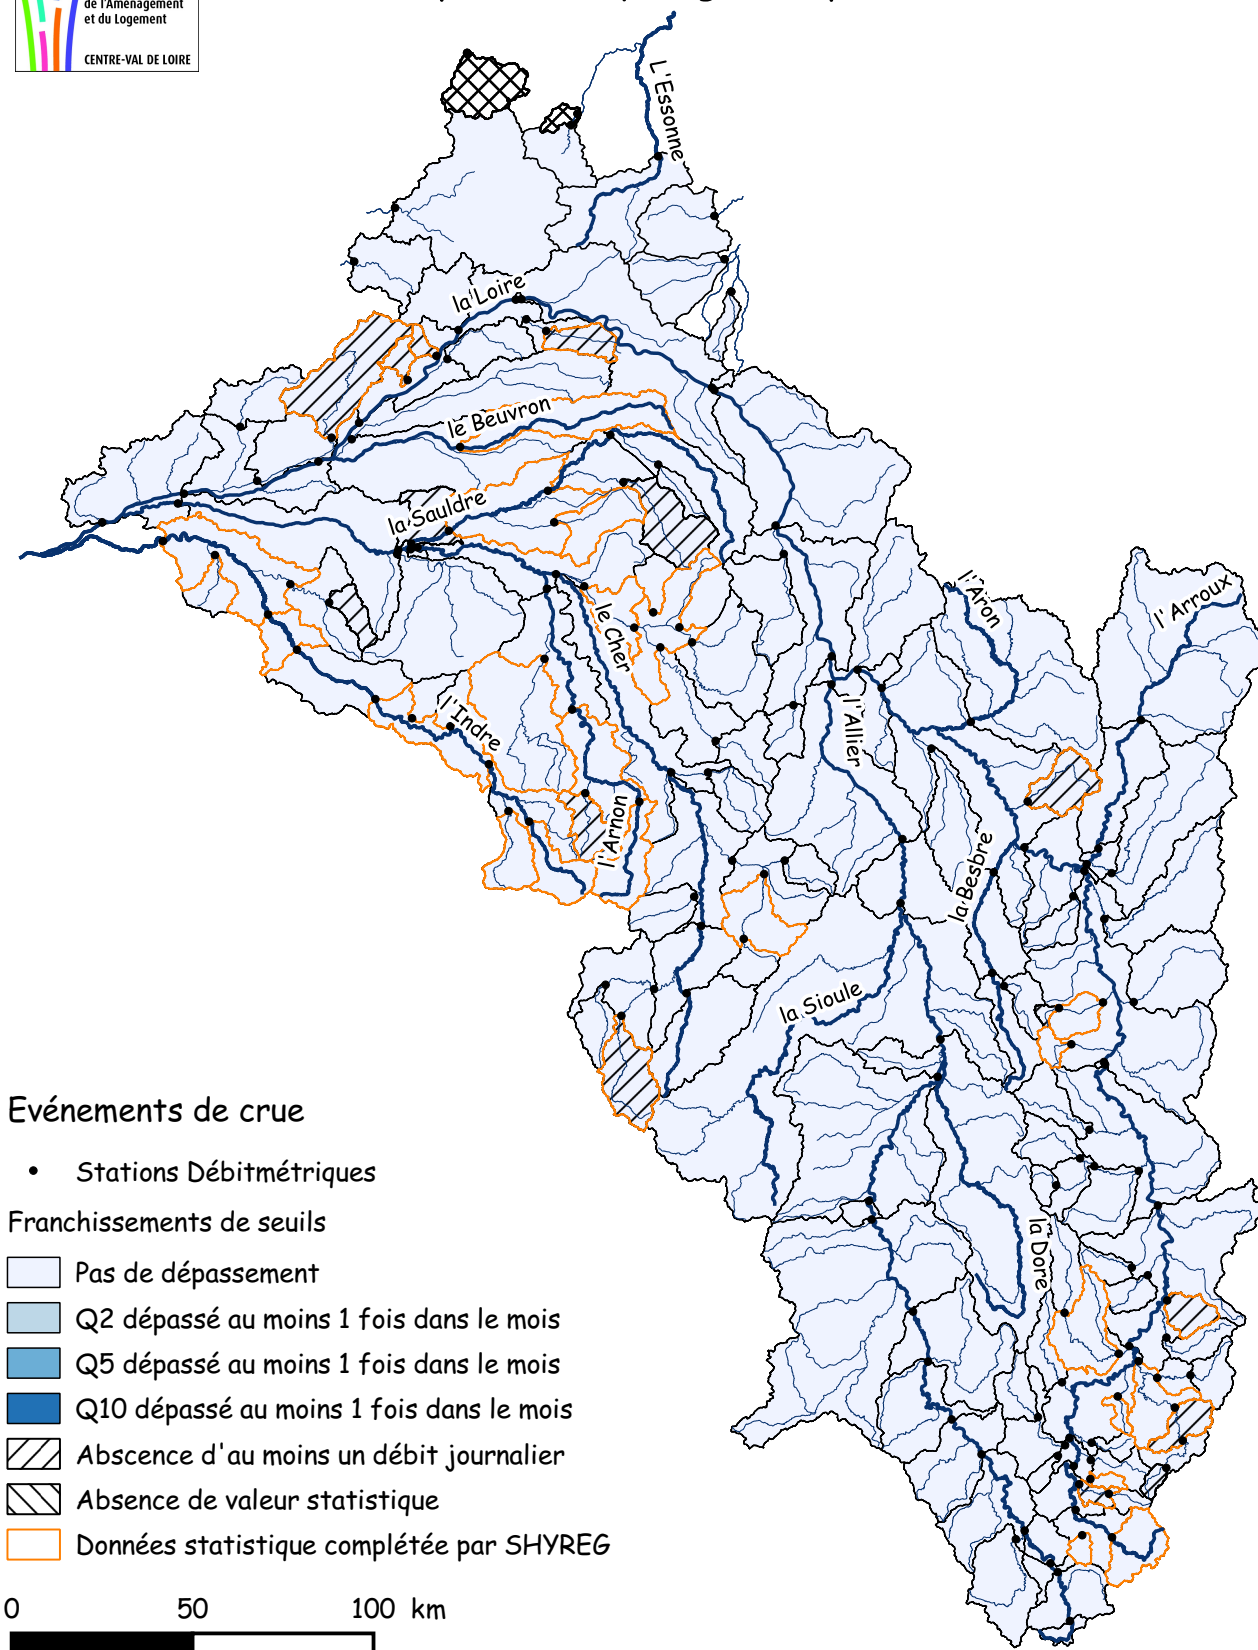 de l'Aménagement
et du Logement
CENTRE-VAL DE LOIRE
L'Essonne
la Loire
le Beuvron
la Sauldre
l'Aron
l'Arroux
le Cher
l'Allier
l'Indre
l'Arnon
la Besbre
la Sioule
la Dore
Evénements de crue
Stations Débitmétriques
Franchissements de seuils
Pas de dépassement
Q2 dépassé au moins 1 fois dans le mois
Q5 dépassé au moins 1 fois dans le mois
Q10 dépassé au moins 1 fois dans le mois
Abscence d'au moins un débit journalier
Absence de valeur statistique
Données statistique complétée par SHYREG
0 50 100 km